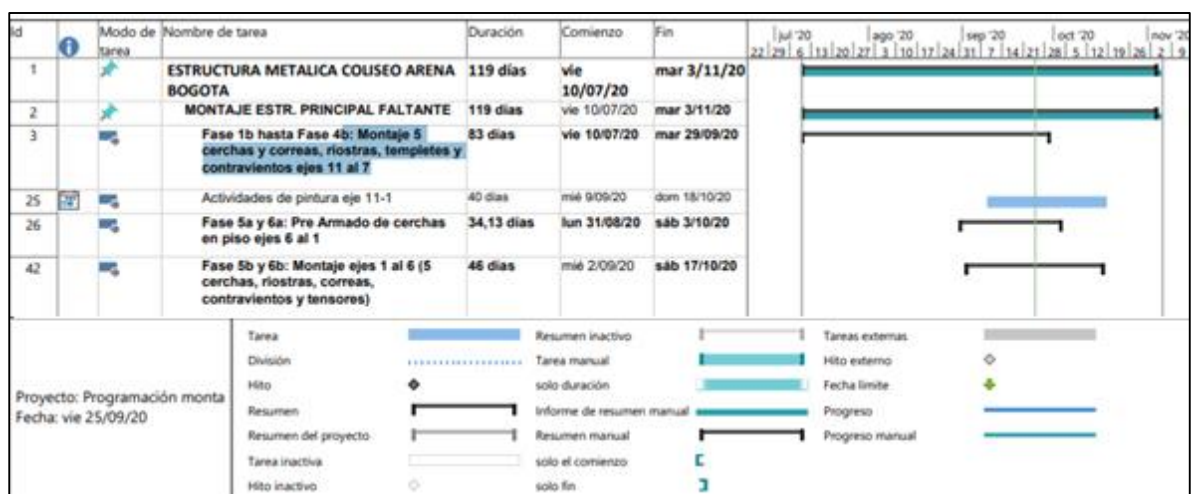 Id Modo de tarea Nombre de tarea Duración Comienzo Fin
jul '20 ago '20 sep '20 oct '20 nov '20
22 29 6 13 20 27 3 10 17 24 31 7 14 21 28 5 12 19 26 2 9
1 ESTRUCTURA METALICA COLISEO ARENA 119 días vie mar 3/11/20
BOGOTA 10/07/20
2 MONTAJE ESTR. PRINCIPAL FALTANTE 119 días vie 10/07/20 mar 3/11/20
3 Fase 1b hasta Fase 4b: Montaje 5 83 días vie 10/07/20 mar 29/09/20
cerchas y correas, riostras, templetes y
contravientos ejes 11 al 7
25 Actividades de pintura eje 11-1 40 días mié 9/09/20 dom 18/10/20
26 Fase 5a y 6a: Pre Armado de cerchas 34,13 días lun 31/08/20 sáb 3/10/20
en piso ejes 6 al 1
42 Fase 5b y 6b: Montaje ejes 1 al 6 (5 46 días mié 2/09/20 sáb 17/10/20
cerchas, riostras, correas,
contravientos y tensores)
Proyecto: Programación monta
Fecha: vie 25/09/20
Tarea
División
Hito
Resumen
Resumen del proyecto
Tarea inactiva
Hito inactivo
Resumen inactivo
Tarea manual
solo duración
Informe de resumen manual
Resumen manual
solo el comienzo
solo fin
Tareas externas
Hito externo
Fecha límite
Progreso
Progreso manual